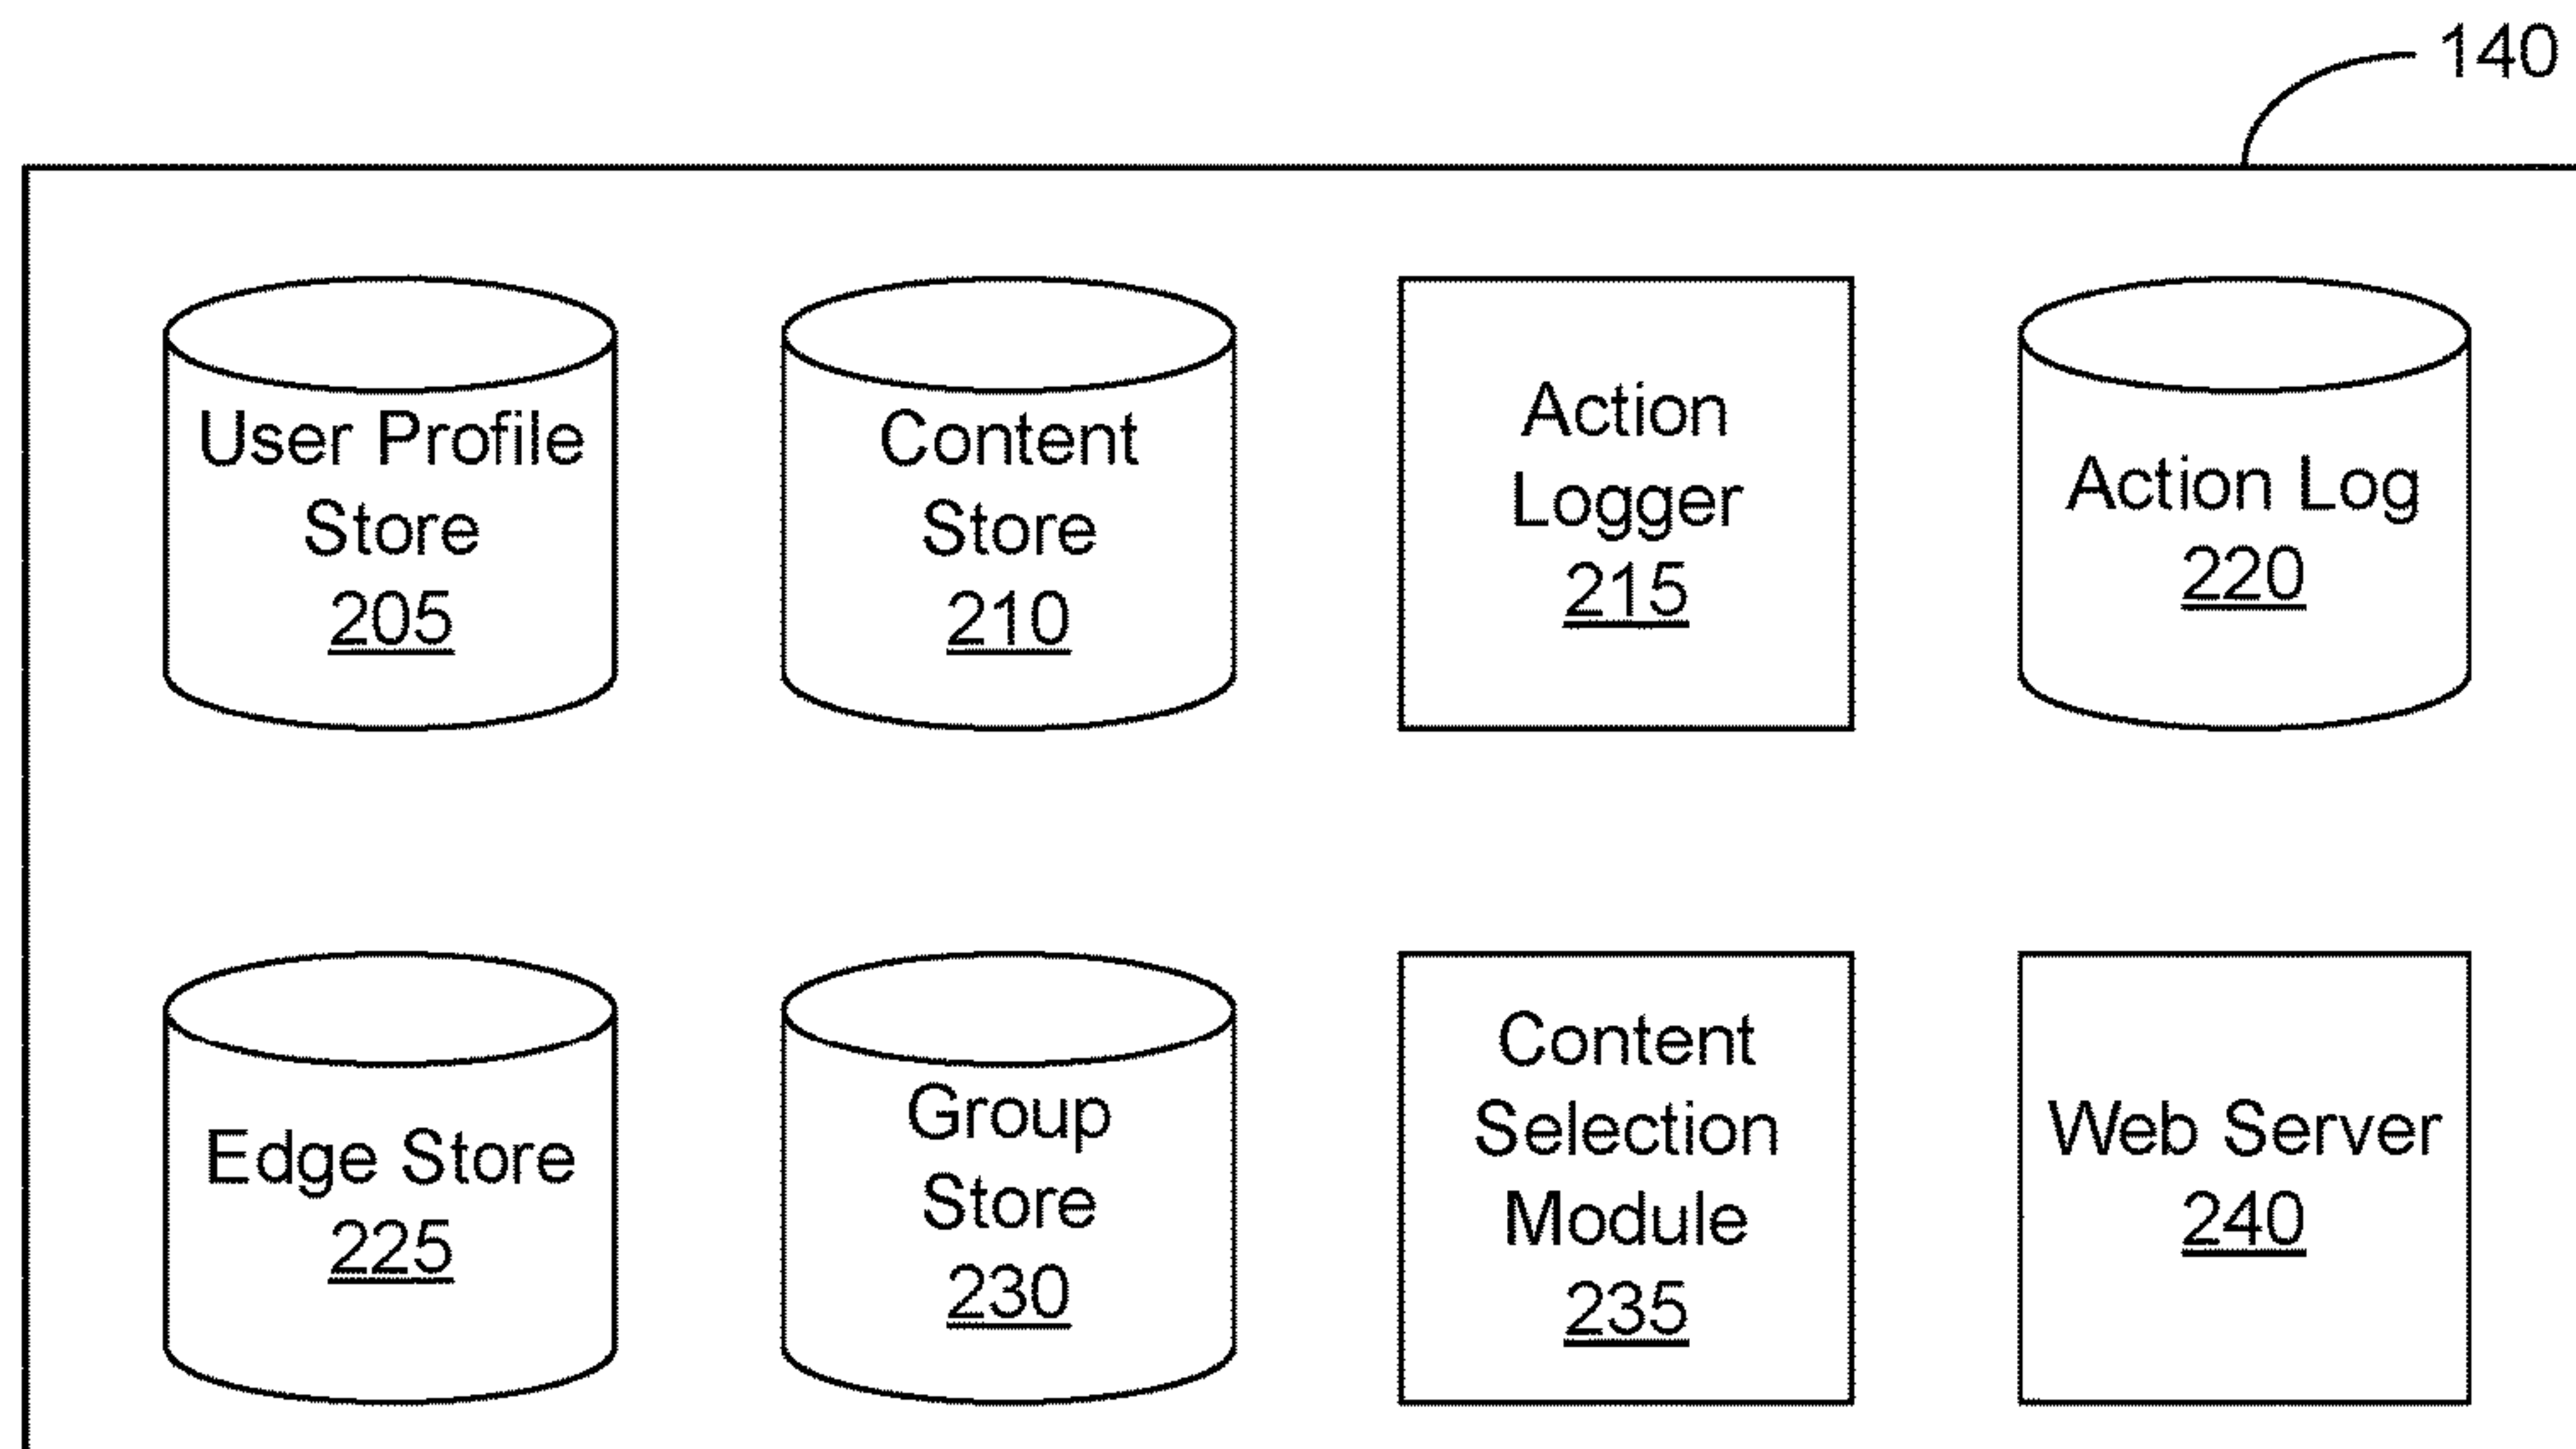 140
User Profile
Store
205
Content
Store
210
Action
Logger
215
Action Log
220
Edge Store
225
Group
Store
230
Content
Selection
Module
235
Web Server
240